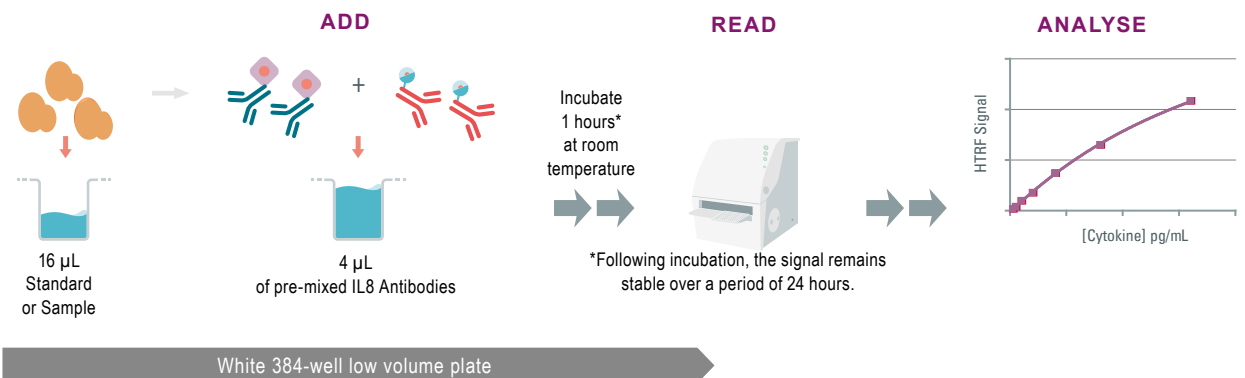 ADD
READ
ANALYSE
+
Incubate
1 hours*
at room
temperature
HTRF Signal
[Cytokine] pg/mL
16 µL
Standard
or Sample
4 µL
of pre-mixed IL8 Antibodies
*Following incubation, the signal remains
stable over a period of 24 hours.
White 384-well low volume plate